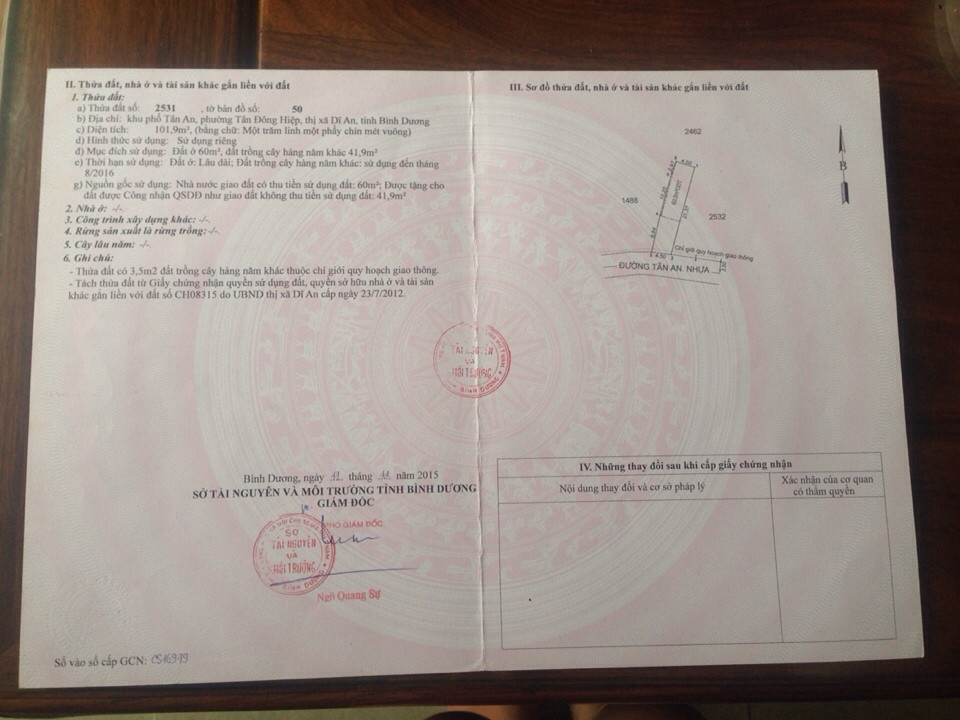 II. Thửa đất, nhà ở và tài sản khác gắn liền với đất
1. Thửa đất:
a) Thửa đất số: 2531, tờ bản đồ số: 50
b) Địa chỉ: khu phố Tân An, phường Tân Đông Hiệp, thị xã Dĩ An, tỉnh Bình Dương
c) Diện tích: 101,9m², (bằng chữ: Một trăm linh một phẩy chín mét vuông)
d) Hình thức sử dụng: Sử dụng riêng
đ) Mục đích sử dụng: Đất ở 60m², đất trồng cây hàng năm khác 41,9m²
e) Thời hạn sử dụng: Đất ở: Lâu dài; Đất trồng cây hàng năm khác: sử dụng đến tháng
8/2016
g) Nguồn gốc sử dụng: Nhà nước giao đất có thu tiền sử dụng đất: 60m²; Được tặng cho
đất được Công nhận QSDĐ như giao đất không thu tiền sử dụng đất: 41,9m²
2. Nhà ở: -/-
3. Công trình xây dựng khác: -/-
4. Rừng sản xuất là rừng trồng: -/-
5. Cây lâu năm: -/-
6. Ghi chú:
- Thửa đất có 3,5m2 đất trồng cây hàng năm khác thuộc chỉ giới quy hoạch giao thông.
- Tách thửa đất từ Giấy chứng nhận quyền sử dụng đất, quyền sở hữu nhà ở và tài sản
khác gắn liền với đất số CH08315 do UBND thị xã Dĩ An cấp ngày 23/7/2012.
TÀI NGUYÊN
VÀ
MÔI TRƯỜNG
BÌNH DƯƠNG
Bình Dương, ngày tháng 11 năm 2015
SỞ TÀI NGUYÊN VÀ MÔI TRƯỜNG TỈNH BÌNH DƯƠNG
GIÁM ĐỐC
PHÓ GIÁM ĐỐC
SỞ
TÀI NGUYÊN
VÀ
MÔI TRƯỜNG
BÌNH DƯƠNG
Ngô Quang Sự
Số vào sổ cấp GCN: CS16979
III. Sơ đồ thửa đất, nhà ở và tài sản khác gắn liền với đất
2462
B
4.50
1488
2532
Chỉ giới quy hoạch giao thông
4.50
ĐƯỜNG TÂN AN. NHỰA
IV. Những thay đổi sau khi cấp giấy chứng nhận
Nội dung thay đổi và cơ sở pháp lý
Xác nhận của cơ quan
có thẩm quyền